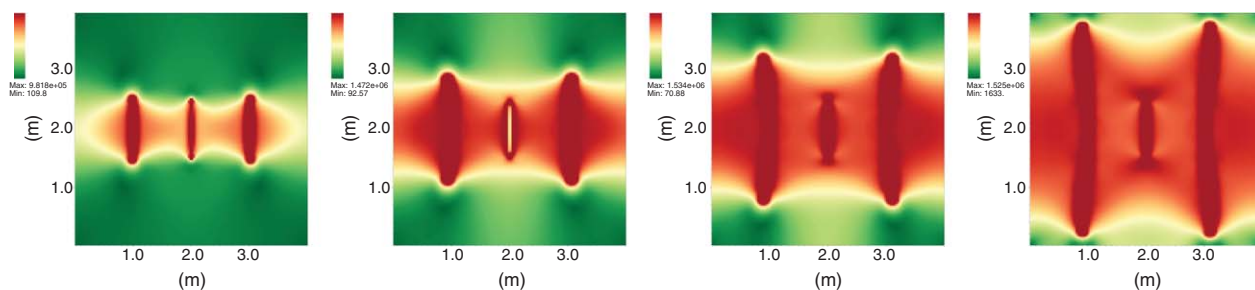 Max: 9.818e+05
Min: 109.8
3.0
2.0
1.0
(m)
1.0 2.0 3.0
(m)
Max: 1.472e+06
Min: 92.57
3.0
2.0
1.0
(m)
1.0 2.0 3.0
(m)
Max: 1.534e+06
Min: 70.88
3.0
2.0
1.0
(m)
1.0 2.0 3.0
(m)
Max: 1.525e+06
Min: 1633.
3.0
2.0
1.0
(m)
1.0 2.0 3.0
(m)